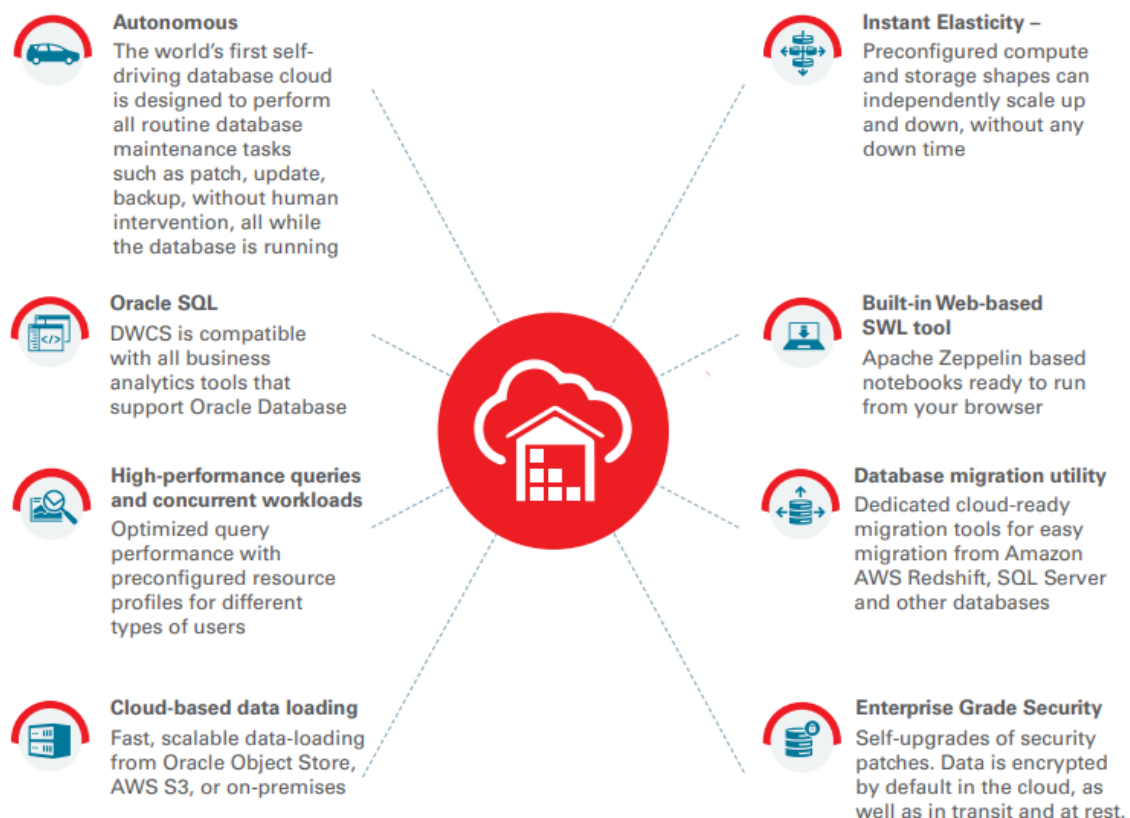 Autonomous
The world's first self-
driving database cloud
is designed to perform
all routine database
maintenance tasks
such as patch, update,
backup, without human
intervention, all while
the database is running
Oracle SQL
DWCS is compatible
with all business
analytics tools that
support Oracle Database
High-performance queries
and concurrent workloads
Optimized query
performance with
preconfigured resource
profiles for different
types of users
Cloud-based data loading
Fast, scalable data-loading
from Oracle Object Store,
AWS S3, or on-premises
Instant Elasticity –
Preconfigured compute
and storage shapes can
independently scale up
and down, without any
down time
Built-in Web-based
SWL tool
Apache Zeppelin based
notebooks ready to run
from your browser
Database migration utility
Dedicated cloud-ready
migration tools for easy
migration from Amazon
AWS Redshift, SQL Server
and other databases
Enterprise Grade Security
Self-upgrades of security
patches. Data is encrypted
by default in the cloud, as
well as in transit and at rest.